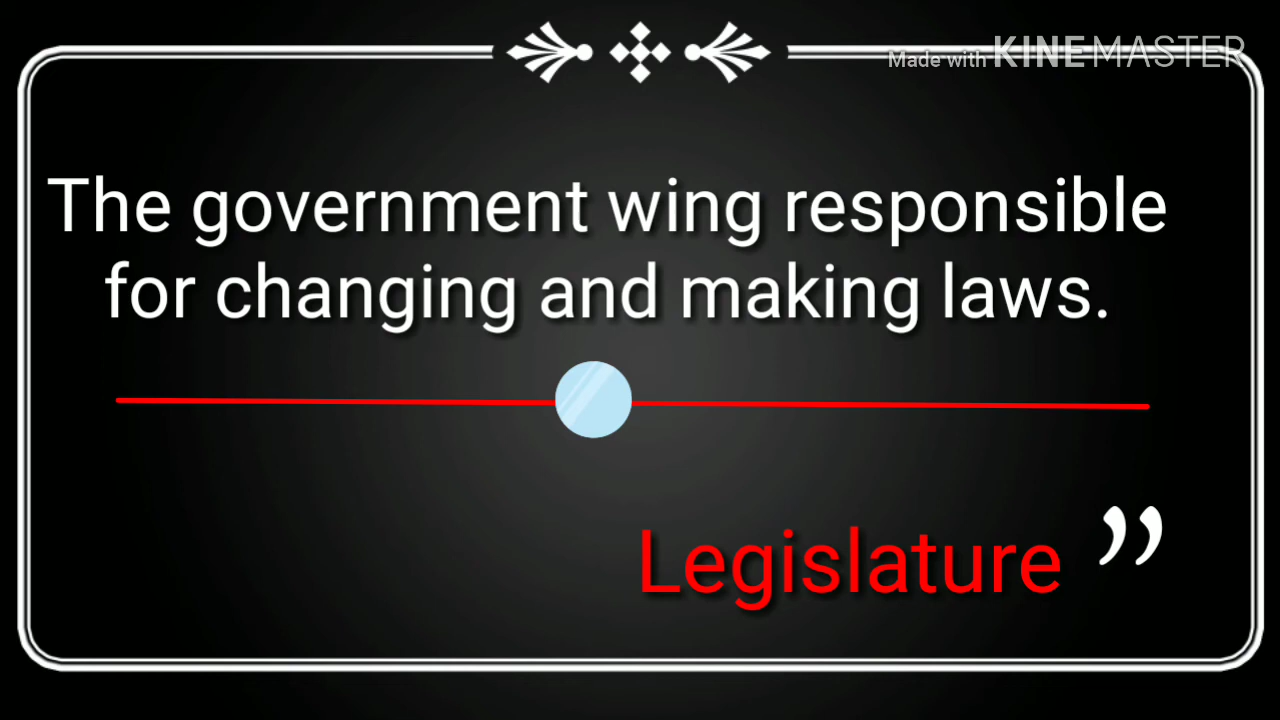 Made with KINEMASTER
The government wing responsible
for changing and making laws.
Legislature ”